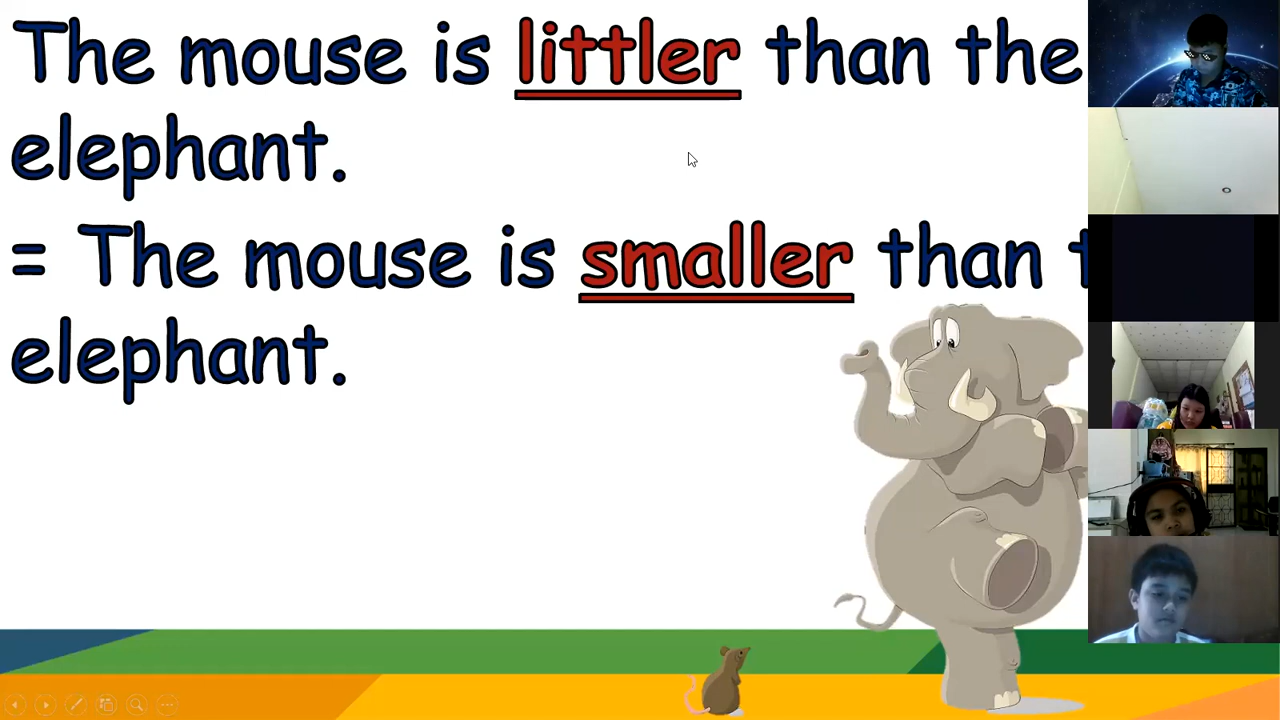 The mouse is littler than the
elephant.
= The mouse is smaller than
elephant.